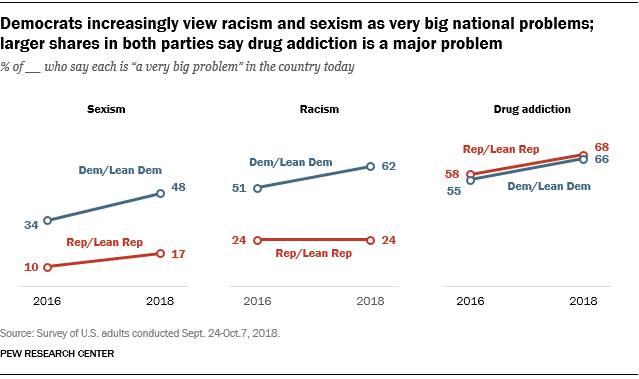 Democrats increasingly view racism and sexism as very big national problems;
larger shares in both parties say drug addiction is a major problem
% of __ who say each is “a very big problem” in the country today
Sexism
Dem/Lean Dem
34
48
Rep/Lean Rep
10
17
2016
2018
Racism
Dem/Lean Dem
51
62
24
24
Rep/Lean Rep
2016
2018
Drug addiction
Rep/Lean Rep
58
68
55
66
Dem/Lean Dem
2016
2018
Source: Survey of U.S. adults conducted Sept. 24-Oct.7, 2018.
PEW RESEARCH CENTER